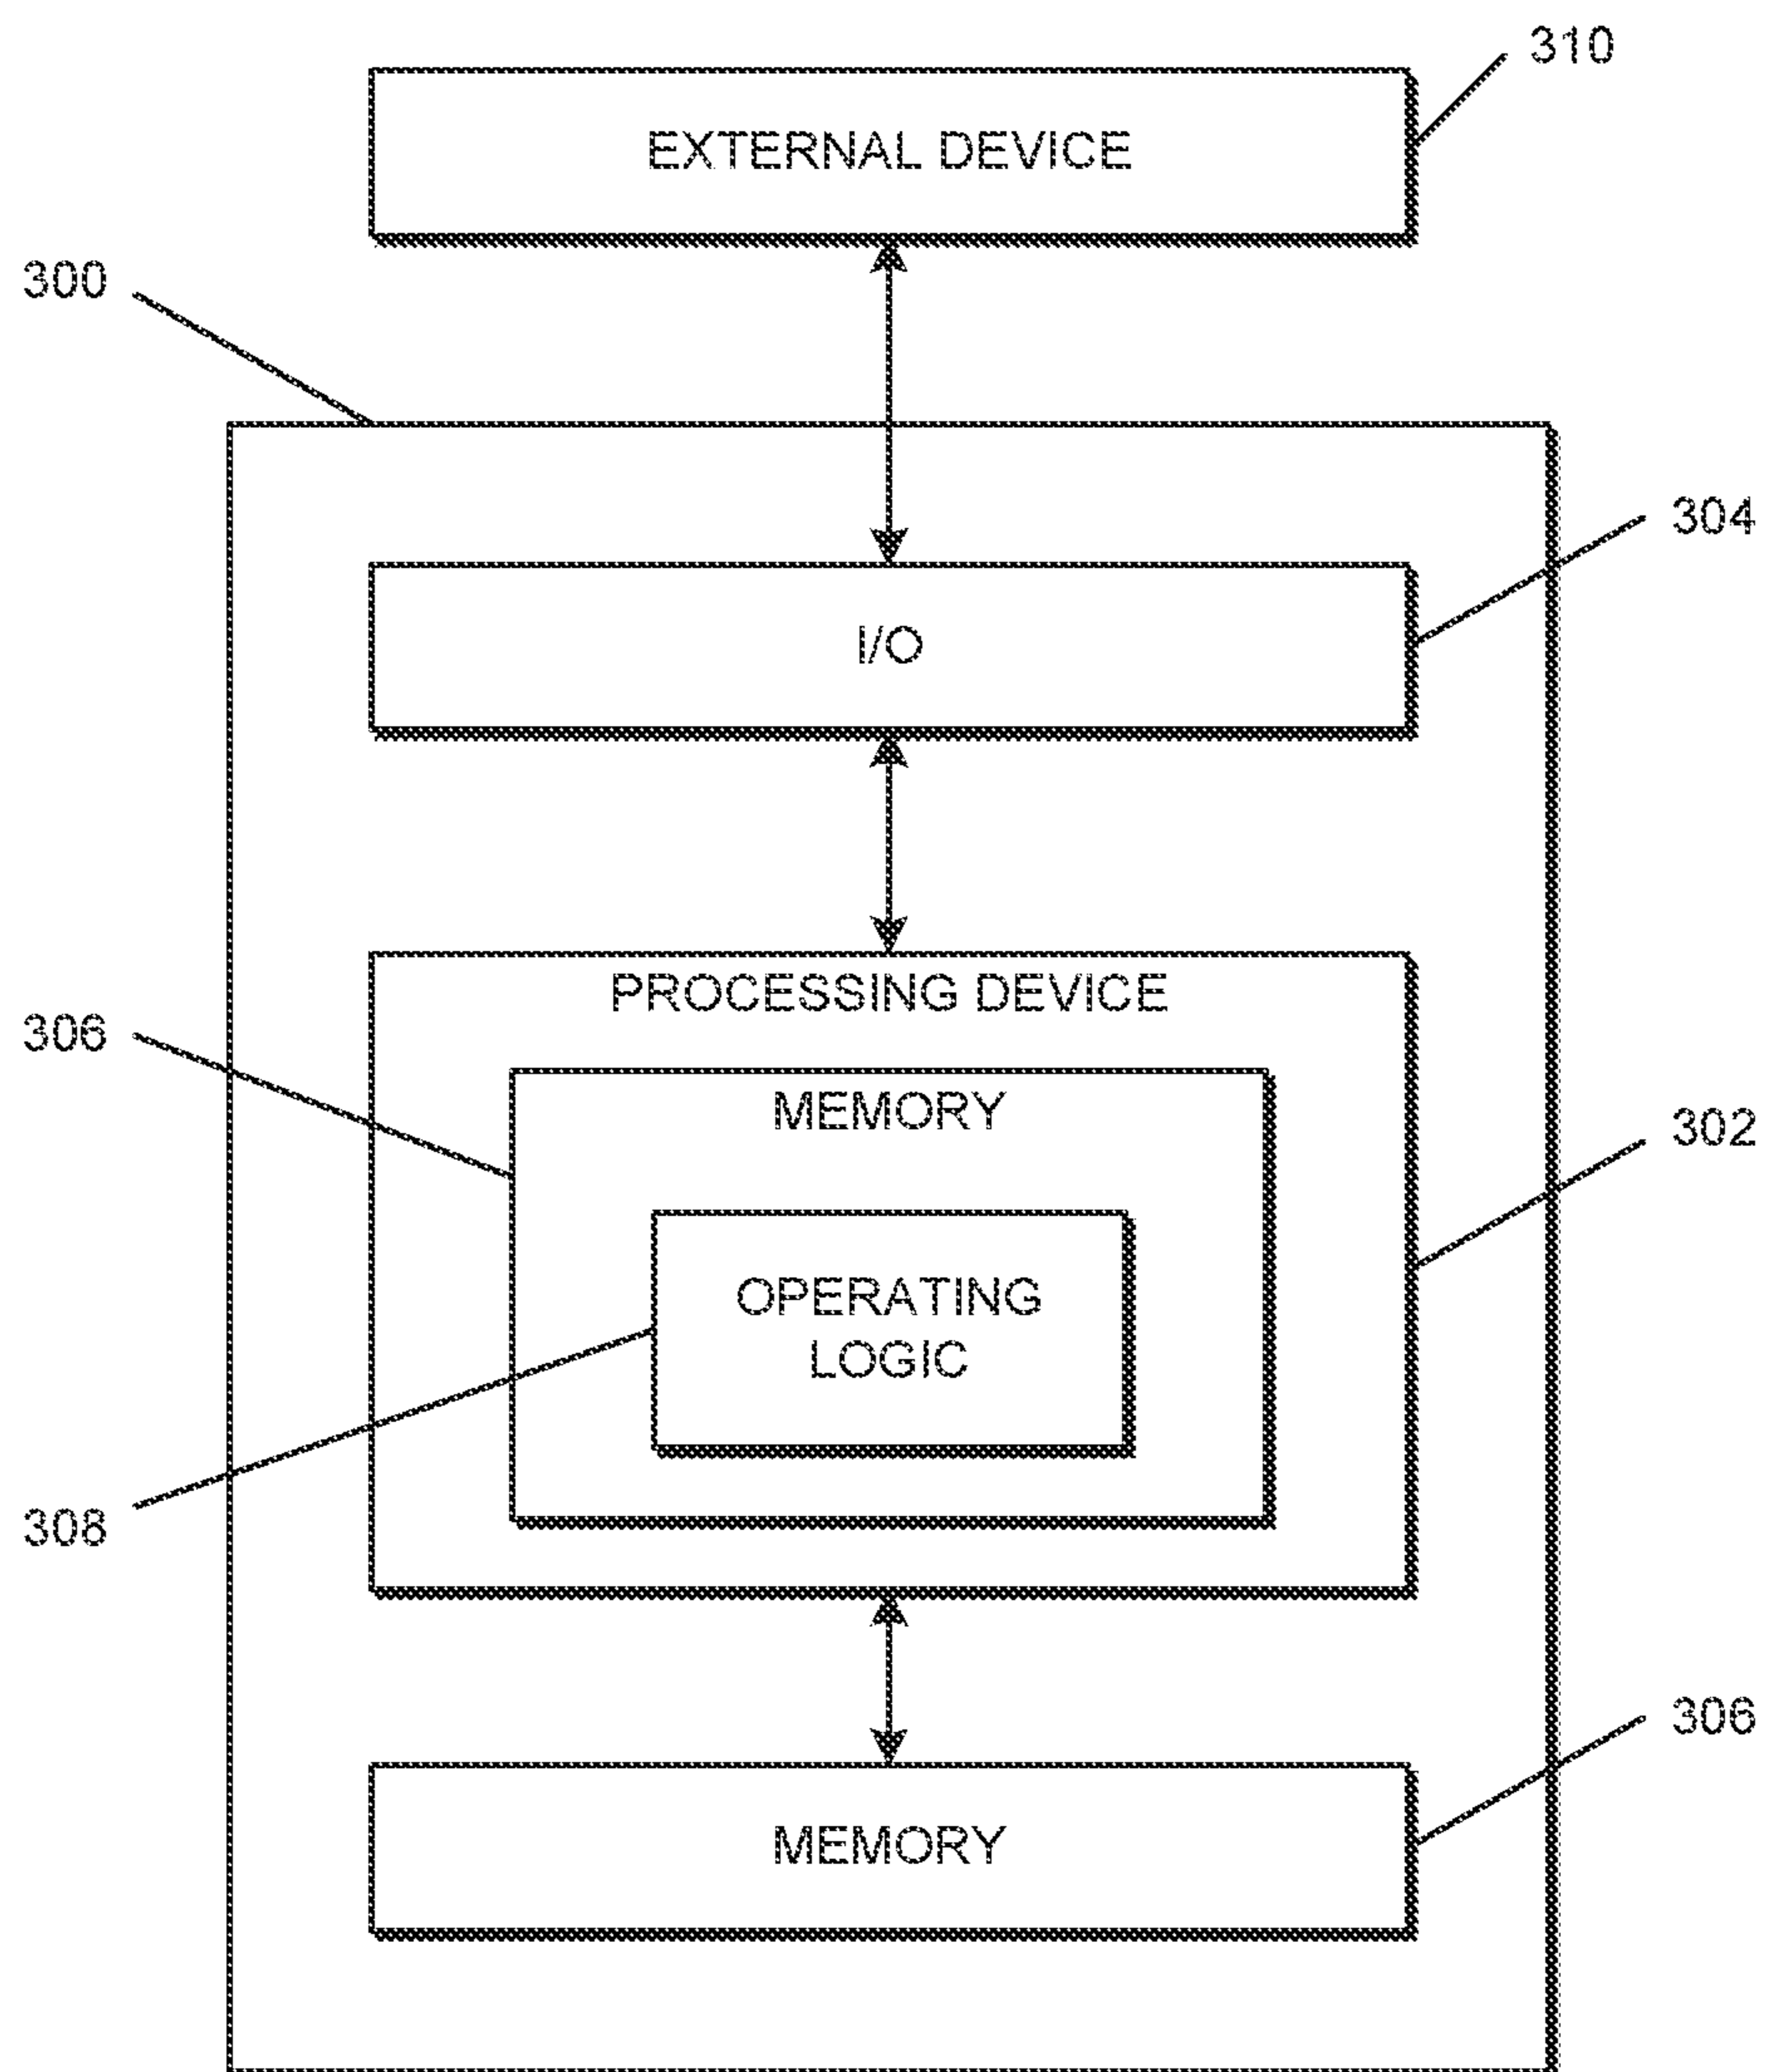 310
EXTERNAL DEVICE
300
304
I/O
PROCESSING DEVICE
306
MEMORY
302
OPERATING
LOGIC
308
306
MEMORY